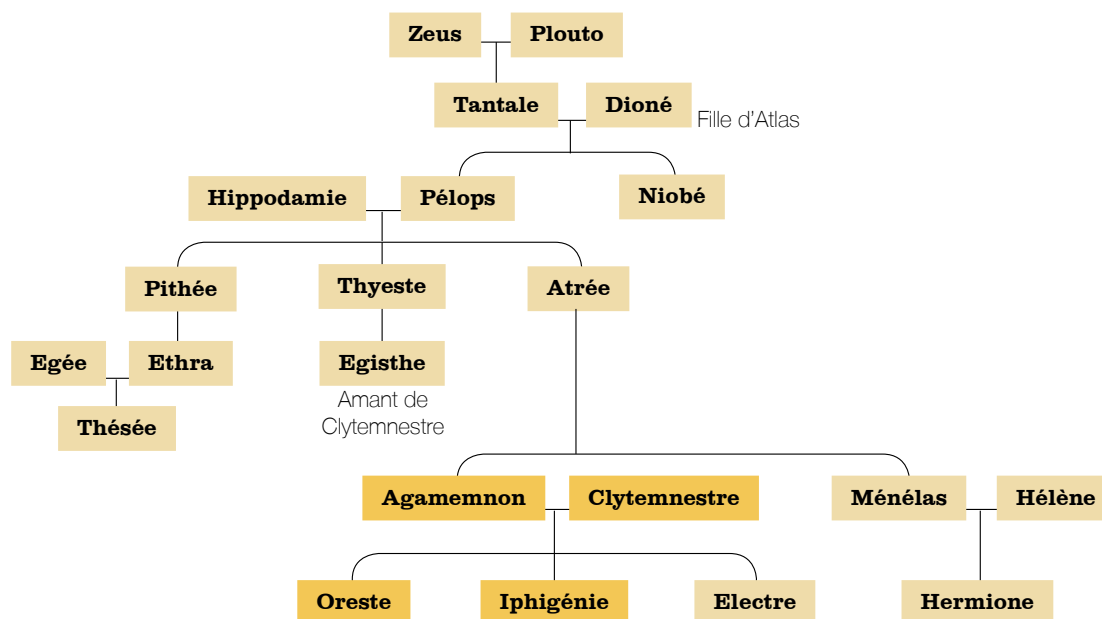 Zeus Plouto
Tantale Dioné Fille d'Atlas
Hippodamie Pélops Niobé
Pithée Thyeste Atrée
Egée Ethra Egisthe
Amant de
Clytemnestre
Thésée
Agamemnon Clytemnestre Ménélas Hélène
Oreste Iphigénie Electre Hermione